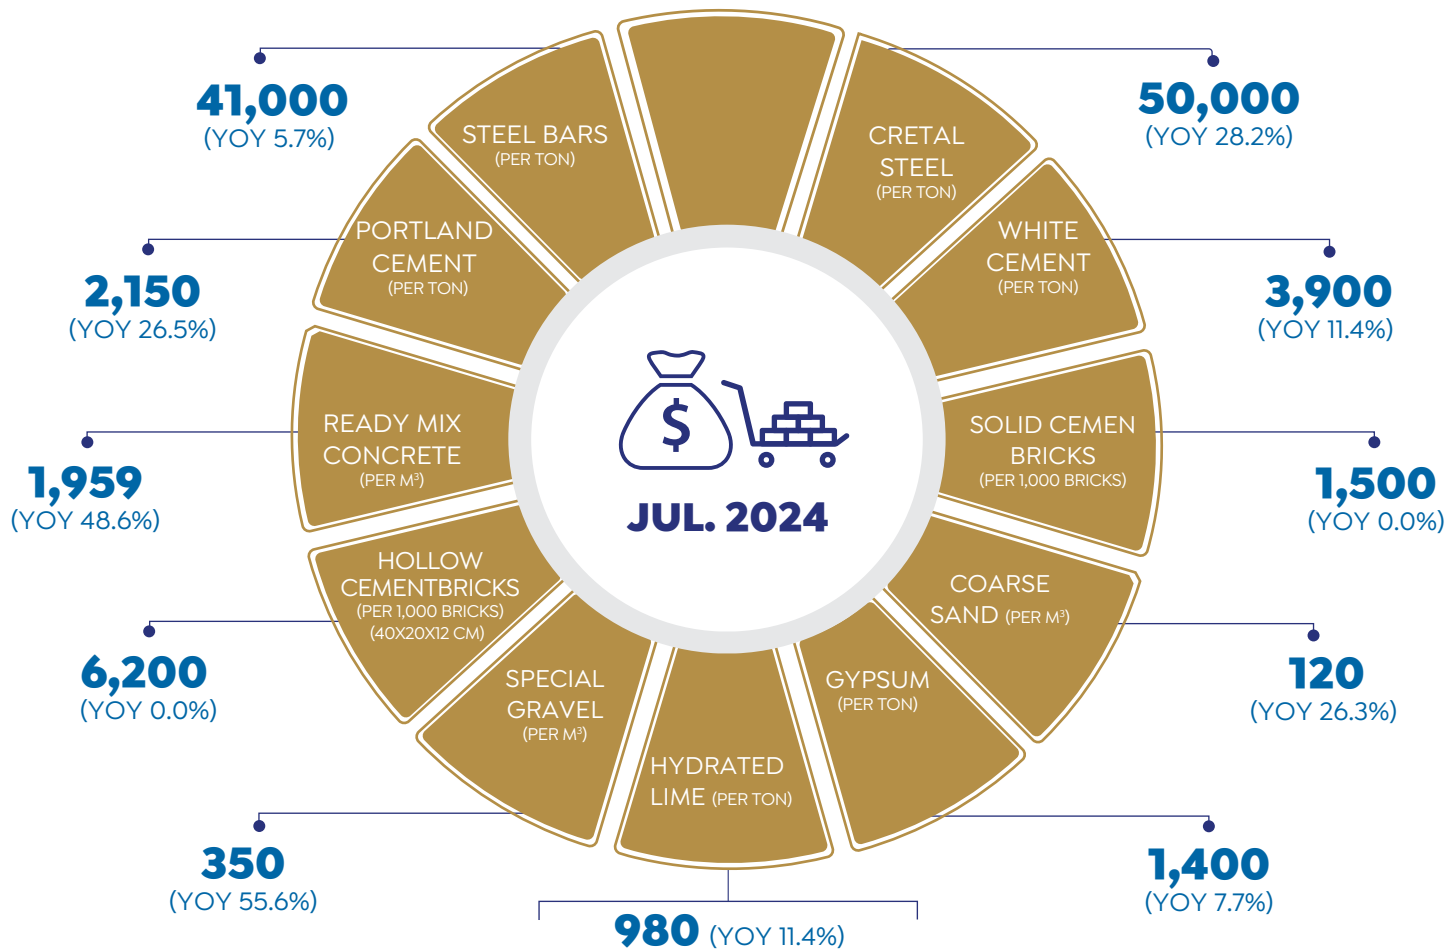 41,000
(YOY 5.7%)
STEEL BARS
(PER TON)
CRETAL
STEEL
(PER TON)
50,000
(YOY 28.2%)
PORTLAND
CEMENT
(PER TON)
2,150
(YOY 26.5%)
WHITE
CEMENT
(PER TON)
3,900
(YOY 11.4%)
READY MIX
CONCRETE
(PER M³)
1,959
(YOY 48.6%)
$
JUL. 2024
SOLID CEMEN
BRICKS
(PER 1,000 BRICKS)
1,500
(YOY 0.0%)
HOLLOW
CEMENTBRICKS
(PER 1,000 BRICKS)
(40X20X12 CM)
6,200
(YOY 0.0%)
COARSE
SAND (PER M³)
120
(YOY 26.3%)
SPECIAL
GRAVEL
(PER M³)
350
(YOY 55.6%)
HYDRATED
LIME (PER TON)
980 (YOY 11.4%)
GYPSUM
(PER TON)
1,400
(YOY 7.7%)